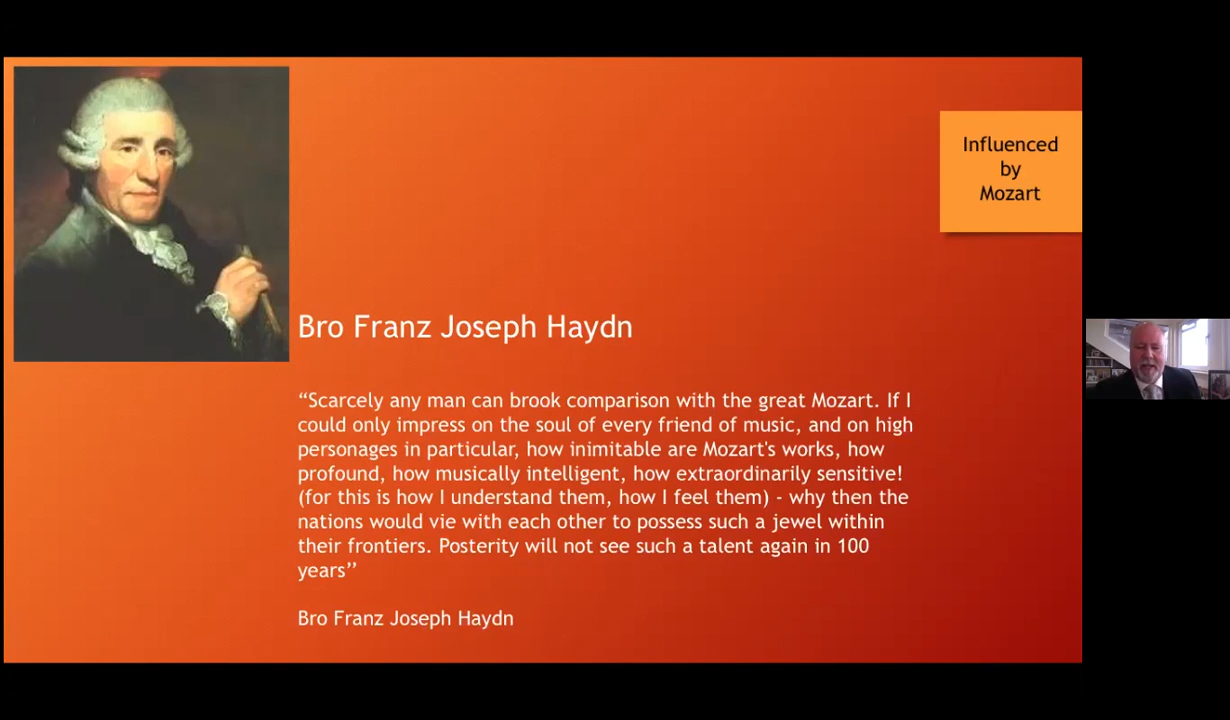 Influenced
by
Mozart
Bro Franz Joseph Haydn
“Scarcely any man can brook comparison with the great Mozart. If I
could only impress on the soul of every friend of music, and on high
personages in particular, how inimitable are Mozart's works, how
profound, how musically intelligent, how extraordinarily sensitive!
(for this is how I understand them, how I feel them) - why then the
nations would vie with each other to possess such a jewel within
their frontiers. Posterity will not see such a talent again in 100
years”
Bro Franz Joseph Haydn